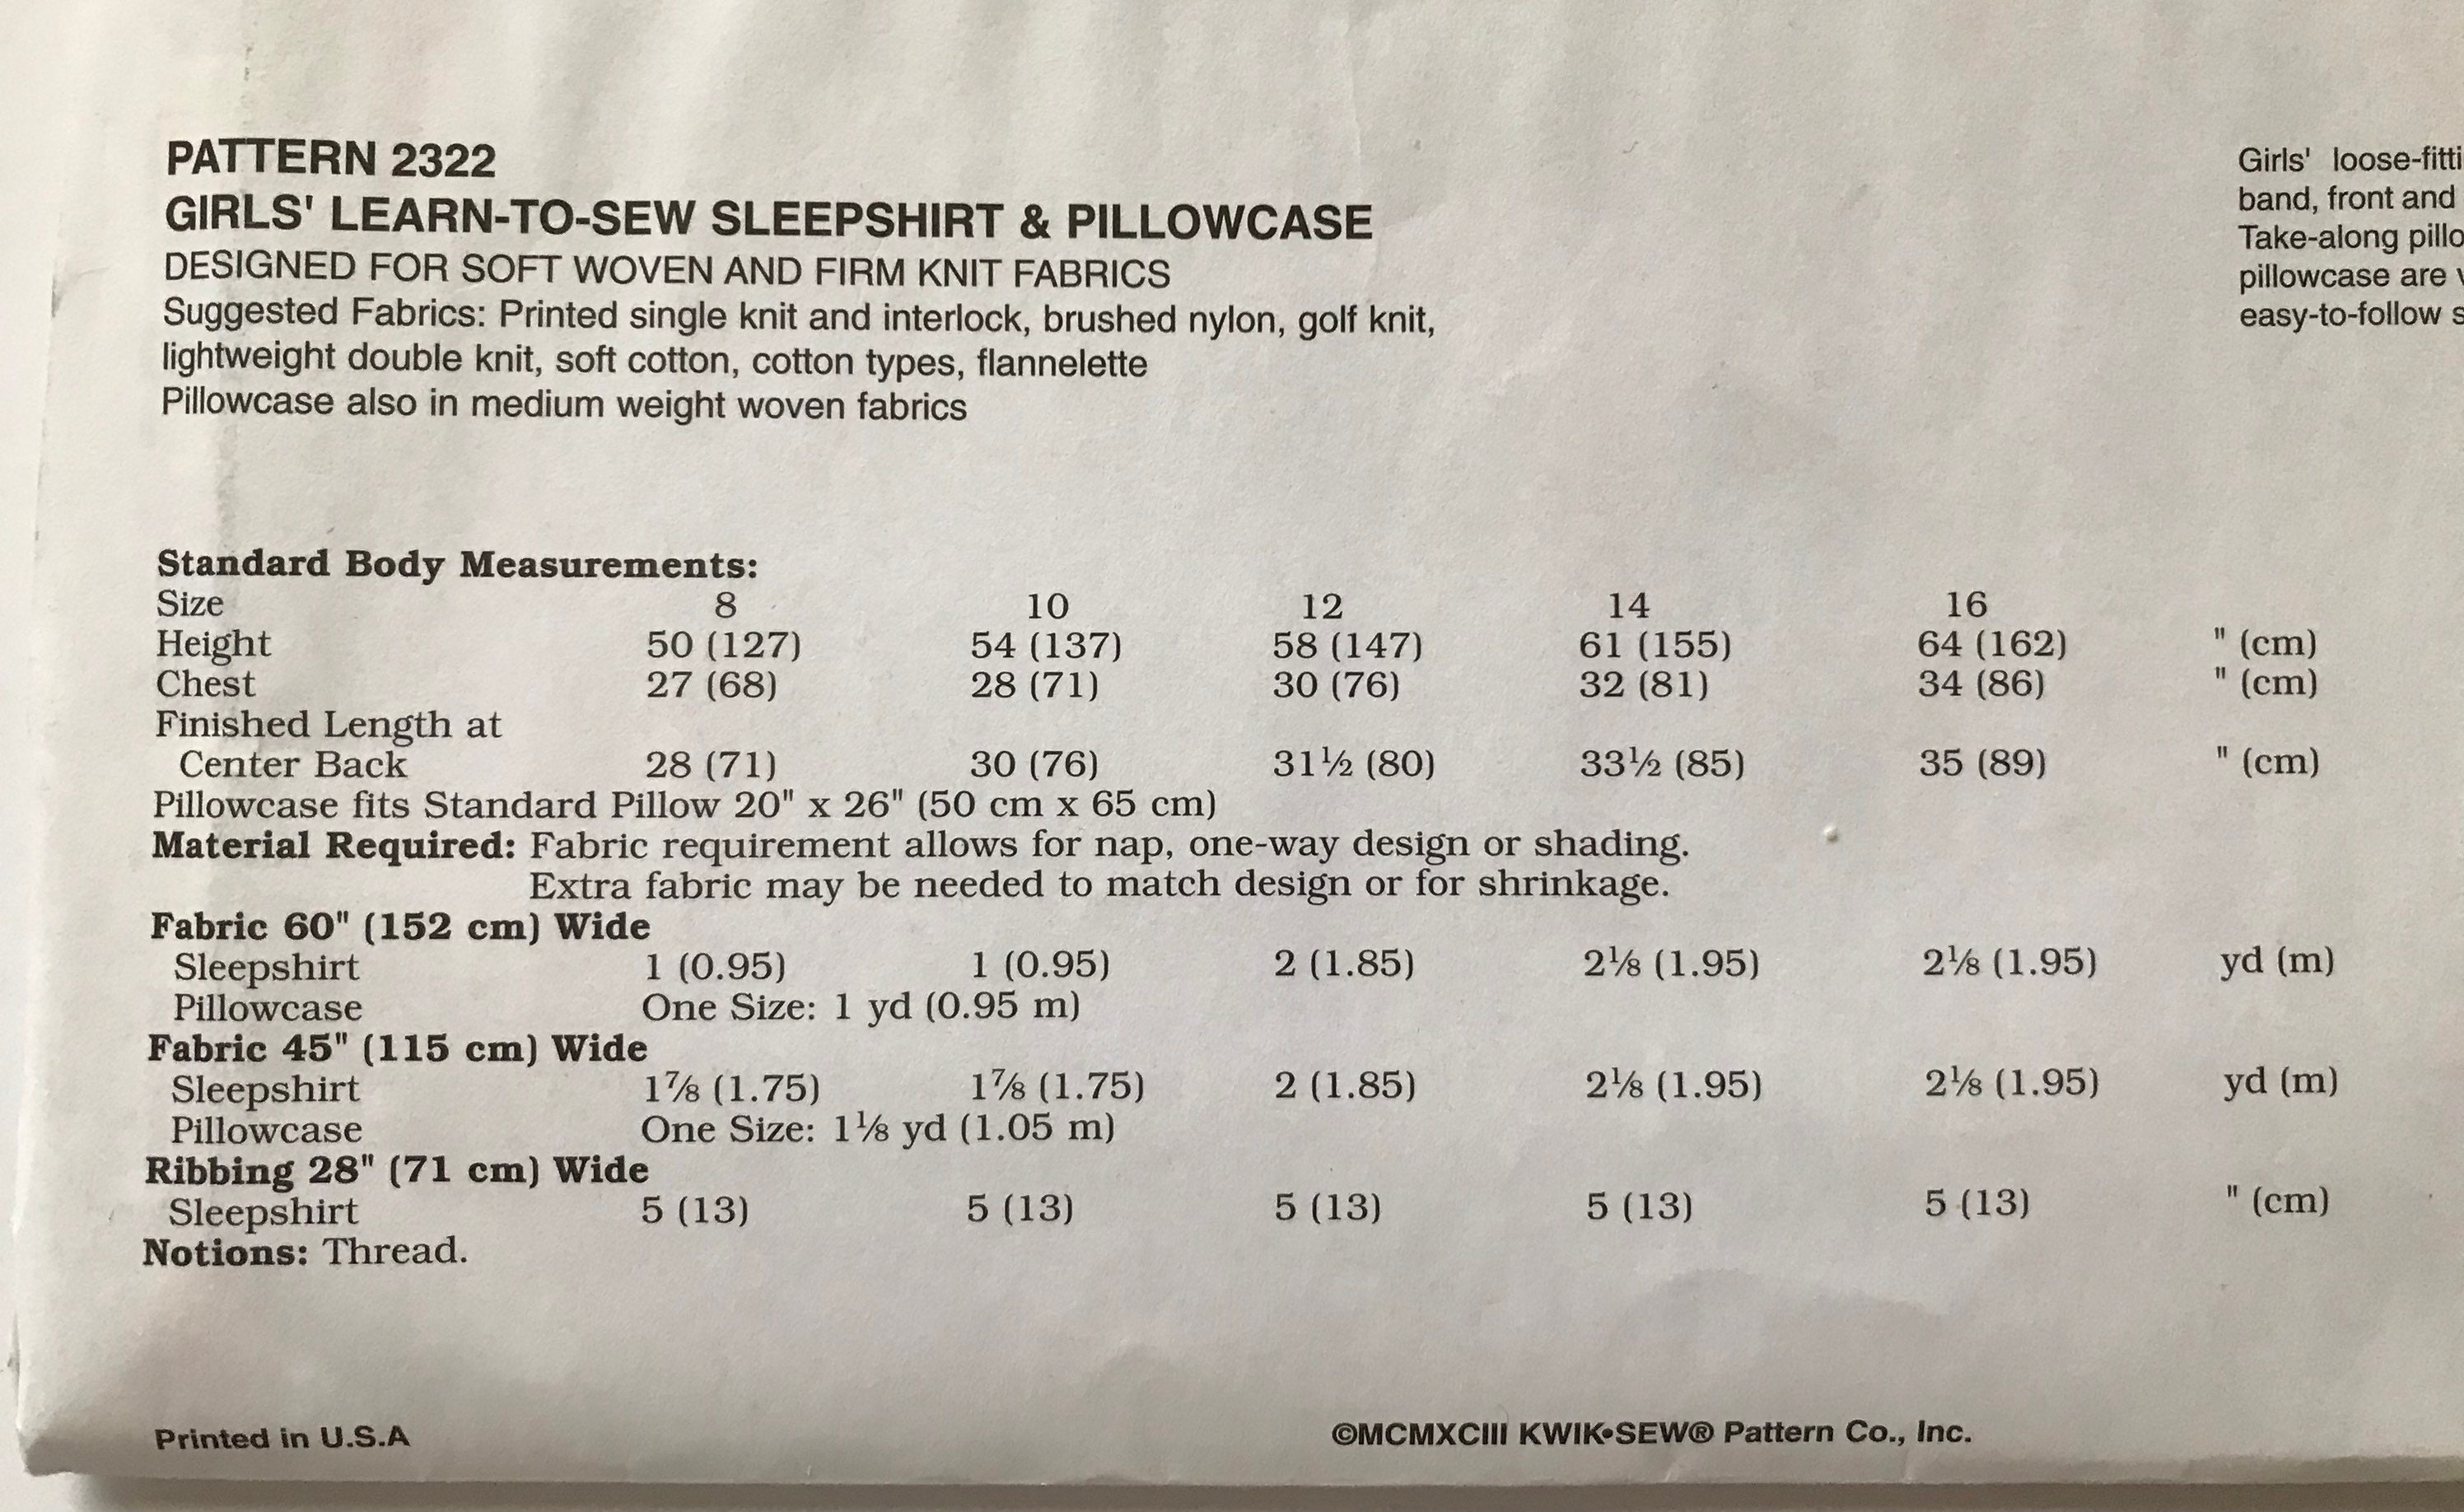 PATTERN 2322
GIRLS' LEARN-TO-SEW SLEEPSHIRT & PILLOWCASE
DESIGNED FOR SOFT WOVEN AND FIRM KNIT FABRICS
Suggested Fabrics: Printed single knit and interlock, brushed nylon, golf knit,
lightweight double knit, soft cotton, cotton types, flannelette
Pillowcase also in medium weight woven fabrics
Girls' loose-fitti
band, front and
Take-along pillo
pillowcase are
easy-to-follow s
Standard Body Measurements:
Size 8 10 12 14 16
Height 50 (127) 54 (137) 58 (147) 61 (155) 64 (162) " (cm)
Chest 27 (68) 28 (71) 30 (76) 32 (81) 34 (86) " (cm)
Finished Length at
Center Back 28 (71) 30 (76) 31½ (80) 33½ (85) 35 (89) " (cm)
Pillowcase fits Standard Pillow 20" x 26" (50 cm x 65 cm)
Material Required: Fabric requirement allows for nap, one-way design or shading.
Extra fabric may be needed to match design or for shrinkage.
Fabric 60" (152 cm) Wide
Sleepshirt 1 (0.95) 1 (0.95) 2 (1.85) 2⅛ (1.95) 2⅛ (1.95) yd (m)
Pillowcase One Size: 1 yd (0.95 m)
Fabric 45" (115 cm) Wide
Sleepshirt 1⅞ (1.75) 1⅞ (1.75) 2 (1.85) 2⅛ (1.95) 2⅛ (1.95) yd (m)
Pillowcase One Size: 1⅛ yd (1.05 m)
Ribbing 28" (71 cm) Wide
Sleepshirt 5 (13) 5 (13) 5 (13) 5 (13) 5 (13) " (cm)
Notions: Thread.
Printed in U.S.A
©MCMXCIII KWIK•SEW® Pattern Co., Inc.